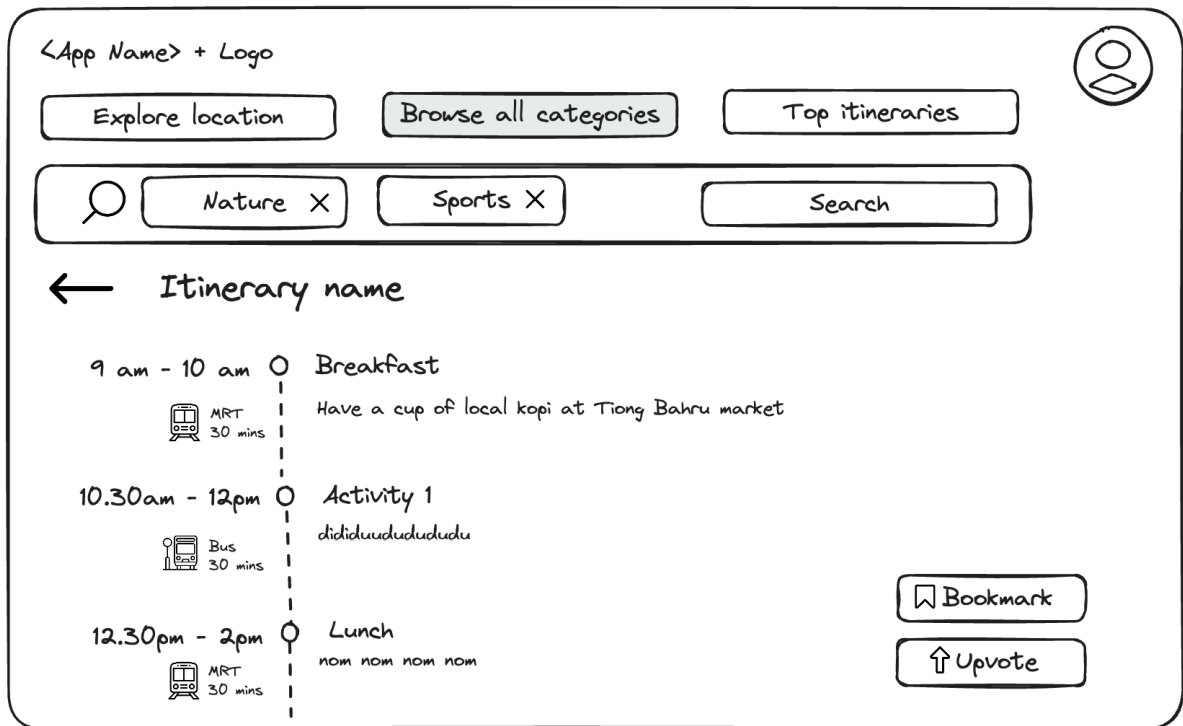 <App Name> + Logo
Explore location
Browse all categories
Top itineraries
Nature X
Sports X
Search
Itinerary name
9 am - 10 am
Breakfast
MRT
30 mins
Have a cup of local kopi at Tiong Bahru market
10.30am - 12pm
Activity 1
dididuudududududu
Bus
30 mins
12.30pm - 2pm
Lunch
nom nom nom nom
MRT
30 mins
Bookmark
Upvote